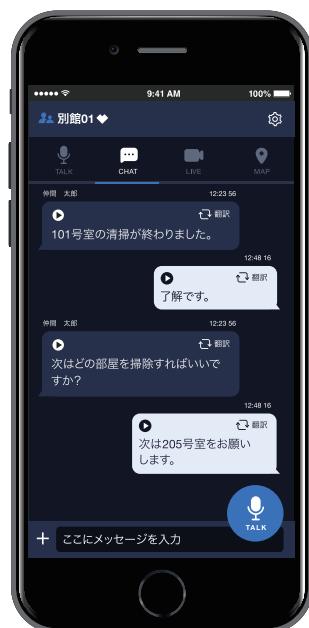 9:41 AM
100%
別館01
TALK
CHAT
LIVE
MAP
仲間 太郎
12:23 56
翻訳
101号室の清掃が終わりました。
12:48 16
翻訳
了解です。
仲間 太郎
12:23 56
翻訳
次はどの部屋を掃除すればいいで
すか?
12:48 16
翻訳
次は205号室をお願い
します。
TALK
ここにメッセージを入力